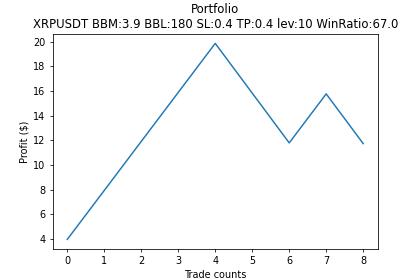 Portfolio
XRPUSDT BBM:3.9 BBL:180 SL:0.4 TP:0.4 lev:10 WinRatio:67.0
20
18
16
14
12
10
8
6
4
Profit ($)
0 1 2 3 4 5 6 7 8
Trade counts